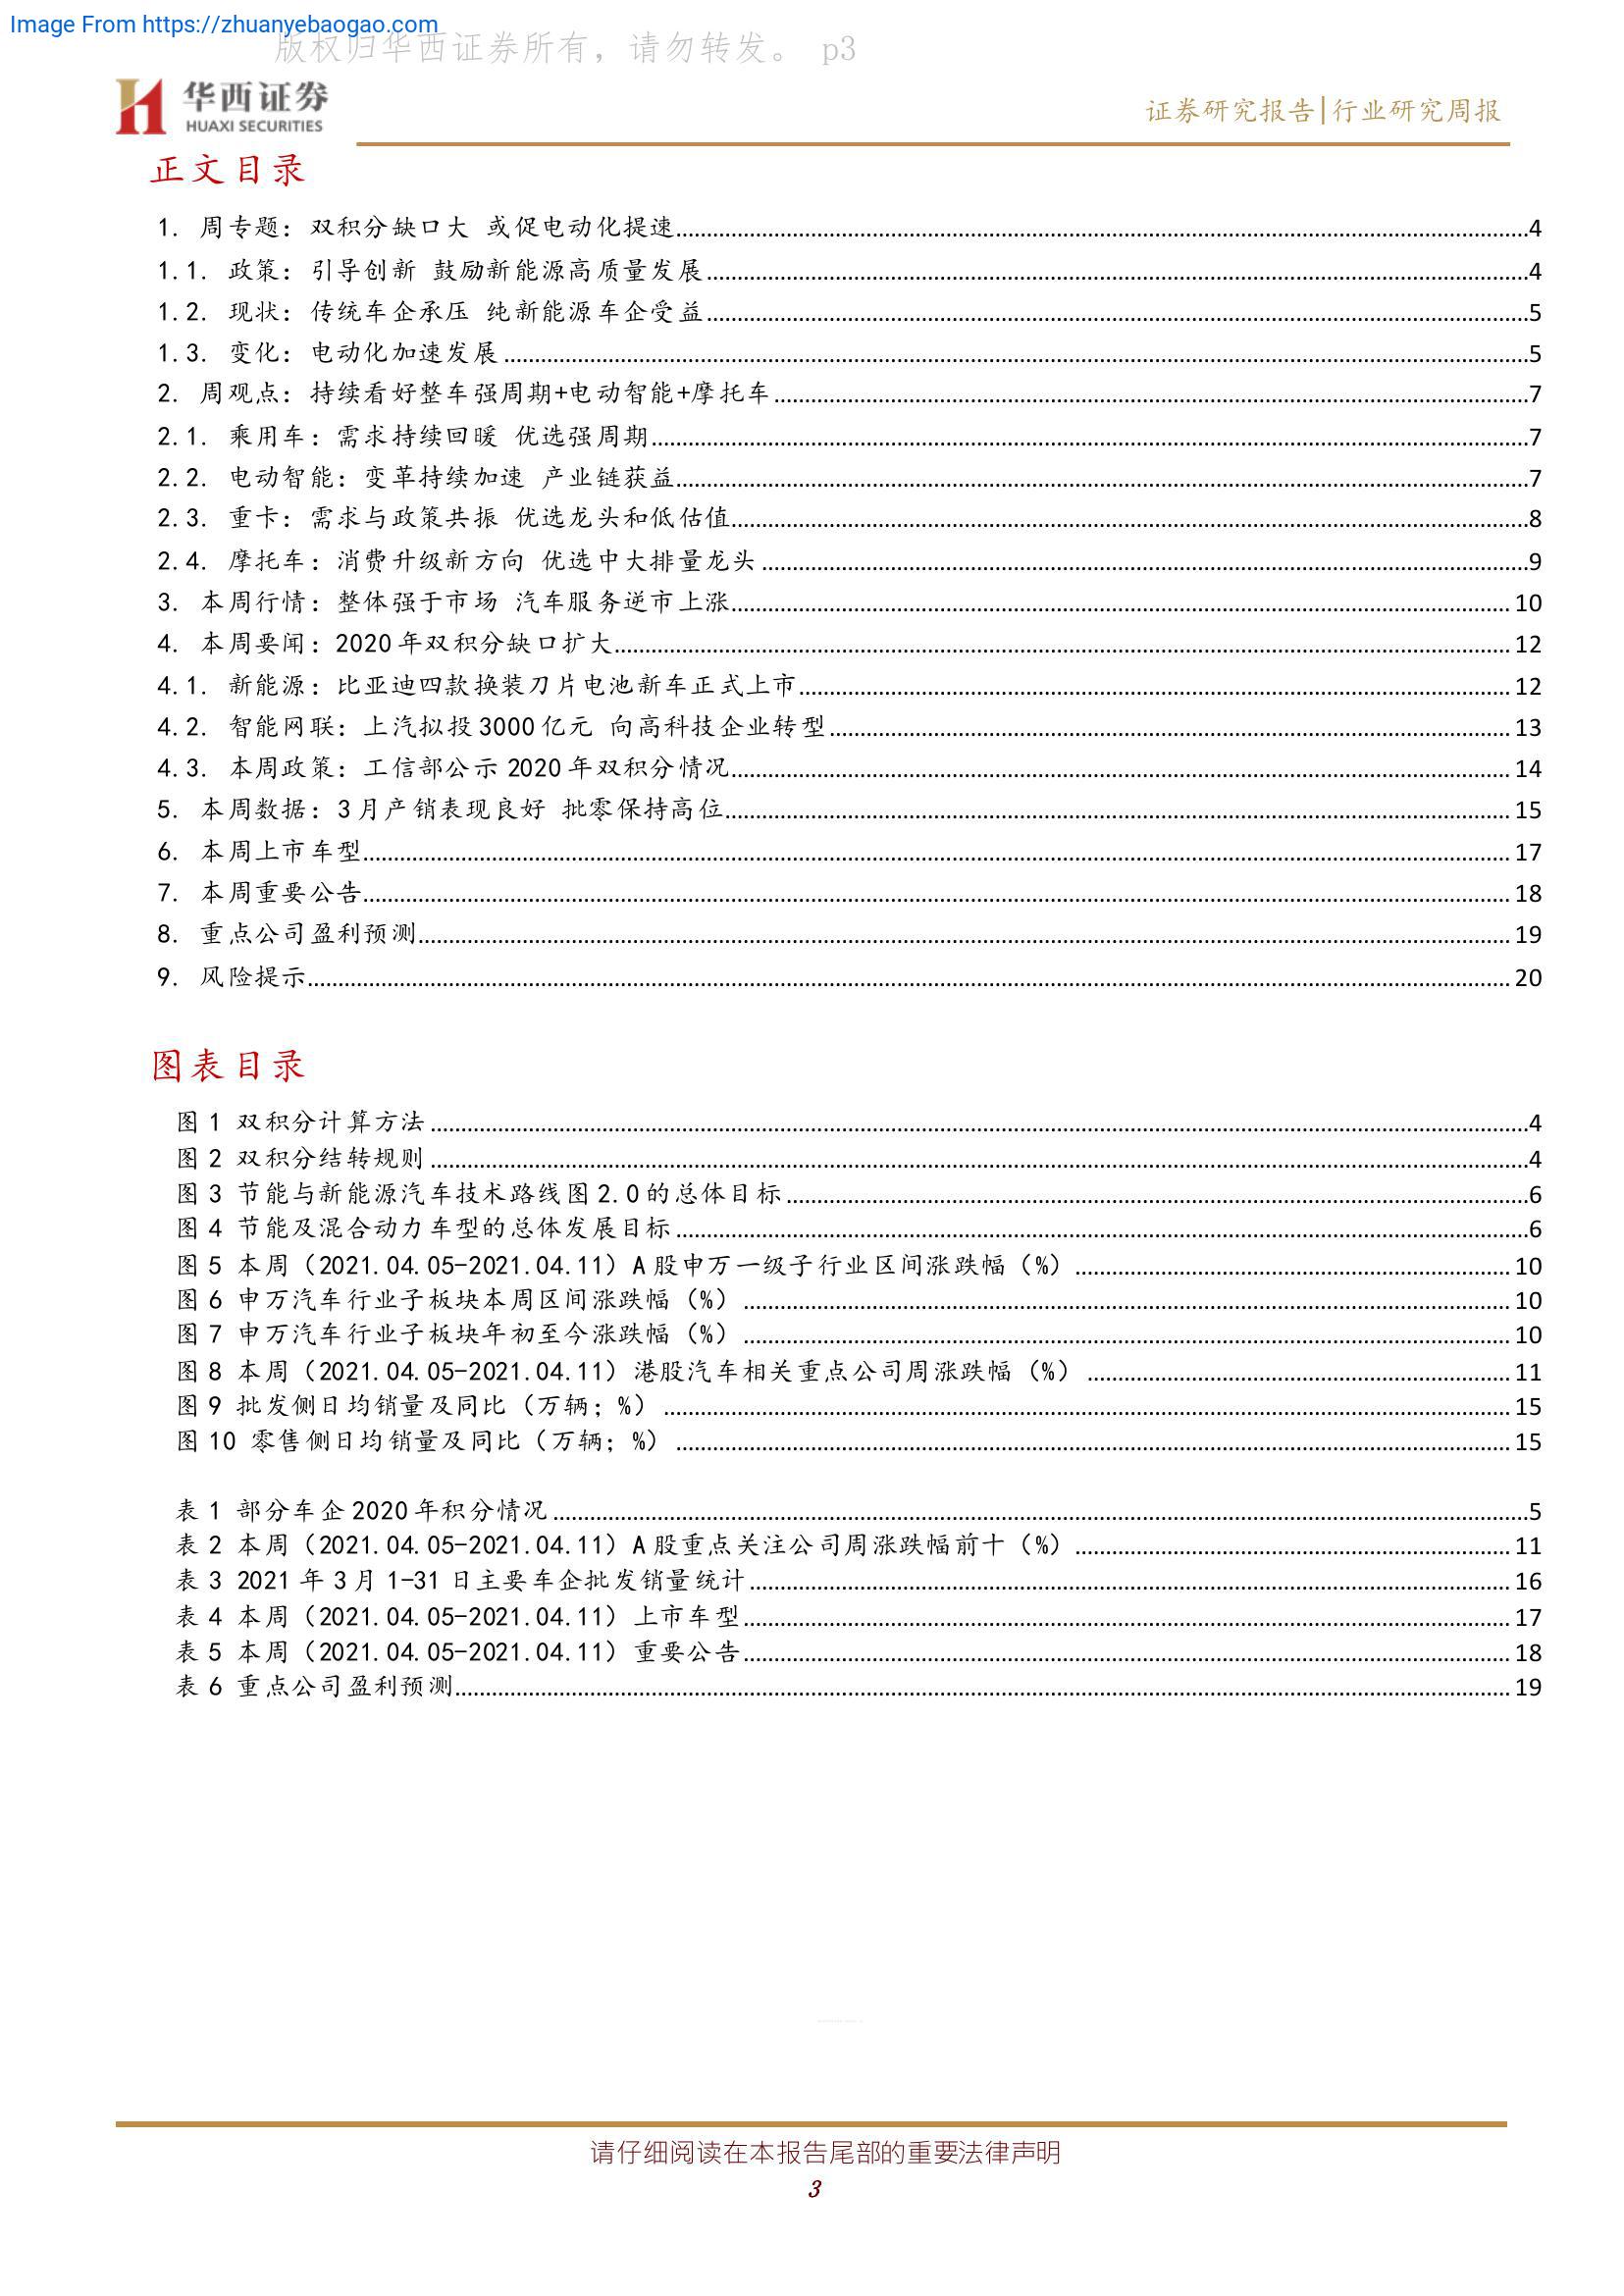 Image From https://zhuanyebaogao.com
版权归华西证券所有，请勿转发。 p3
华西证券
HUAXI SECURITIES
证券研究报告|行业研究周报
正文目录
1. 周专题：双积分缺口大 或促电动化提速 4
1.1. 政策：引导创新 鼓励新能源高质量发展 4
1.2. 现状：传统车企承压 纯新能源车企受益 5
1.3. 变化：电动化加速发展 5
2. 周观点：持续看好整车强周期+电动智能+摩托车 7
2.1. 乘用车：需求持续回暖 优选强周期 7
2.2. 电动智能：变革持续加速 产业链获益 7
2.3. 重卡：需求与政策共振 优选龙头和低估值 8
2.4. 摩托车：消费升级新方向 优选中大排量龙头 9
3. 本周行情：整体强于市场 汽车服务逆市上涨 10
4. 本周要闻：2020年双积分缺口扩大 12
4.1. 新能源：比亚迪四款换装刀片电池新车正式上市 12
4.2. 智能网联：上汽拟投3000亿元 向高科技企业转型 13
4.3. 本周政策：工信部公示2020年双积分情况 14
5. 本周数据：3月产销表现良好 批零保持高位 15
6. 本周上市车型 17
7. 本周重要公告 18
8. 重点公司盈利预测 19
9. 风险提示 20
图表目录
图 1 双积分计算方法 4
图 2 双积分结转规则 4
图 3 节能与新能源汽车技术路线图2.0的总体目标 6
图 4 节能及混合动力车型的总体发展目标 6
图 5 本周（2021.04.05-2021.04.11）A股申万一级子行业区间涨跌幅（%） 10
图 6 申万汽车行业子板块本周区间涨跌幅（%） 10
图 7 申万汽车行业子板块年初至今涨跌幅（%） 10
图 8 本周（2021.04.05-2021.04.11）港股汽车相关重点公司周涨跌幅（%） 11
图 9 批发侧日均销量及同比（万辆；%） 15
图 10 零售侧日均销量及同比（万辆；%） 15
表 1 部分车企2020年积分情况 5
表 2 本周（2021.04.05-2021.04.11）A股重点关注公司周涨跌幅前十（%） 11
表 3 2021年3月1-31日主要车企批发销量统计 16
表 4 本周（2021.04.05-2021.04.11）上市车型 17
表 5 本周（2021.04.05-2021.04.11）重要公告 18
表 6 重点公司盈利预测 19
请仔细阅读在本报告尾部的重要法律声明
3